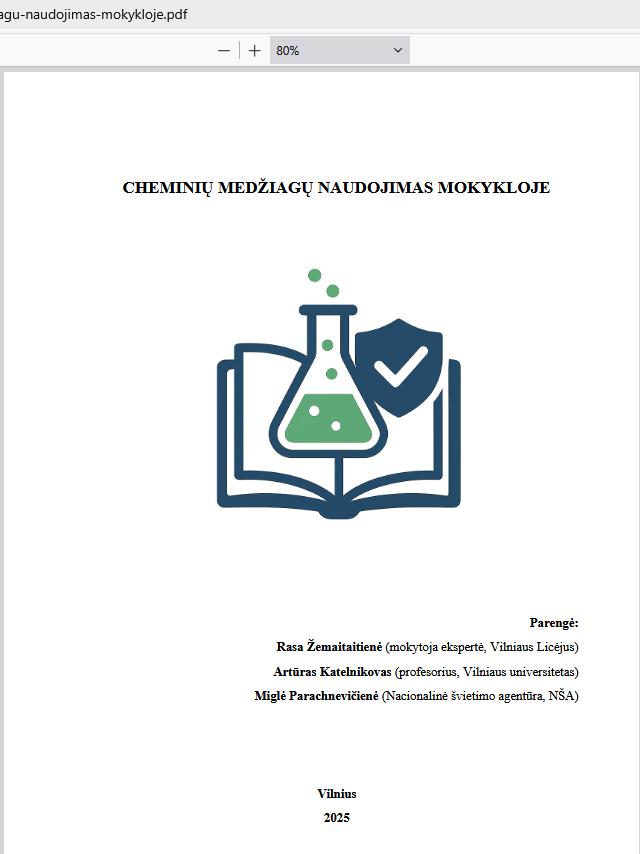 agu-naudojimas-mokykloje.pdf
80%
CHEMINIŲ MEDŽIAGŲ NAUDOJIMAS MOKYKLOJE
Parengė:
Rasa Žemaitaitienė (mokytoja ekspertė, Vilniaus Licėjus)
Artūras Katelnikovas (profesorius, Vilniaus universitetas)
Miglė Parachnevičienė (Nacionalinė švietimo agentūra, NŠA)
Vilnius
2025